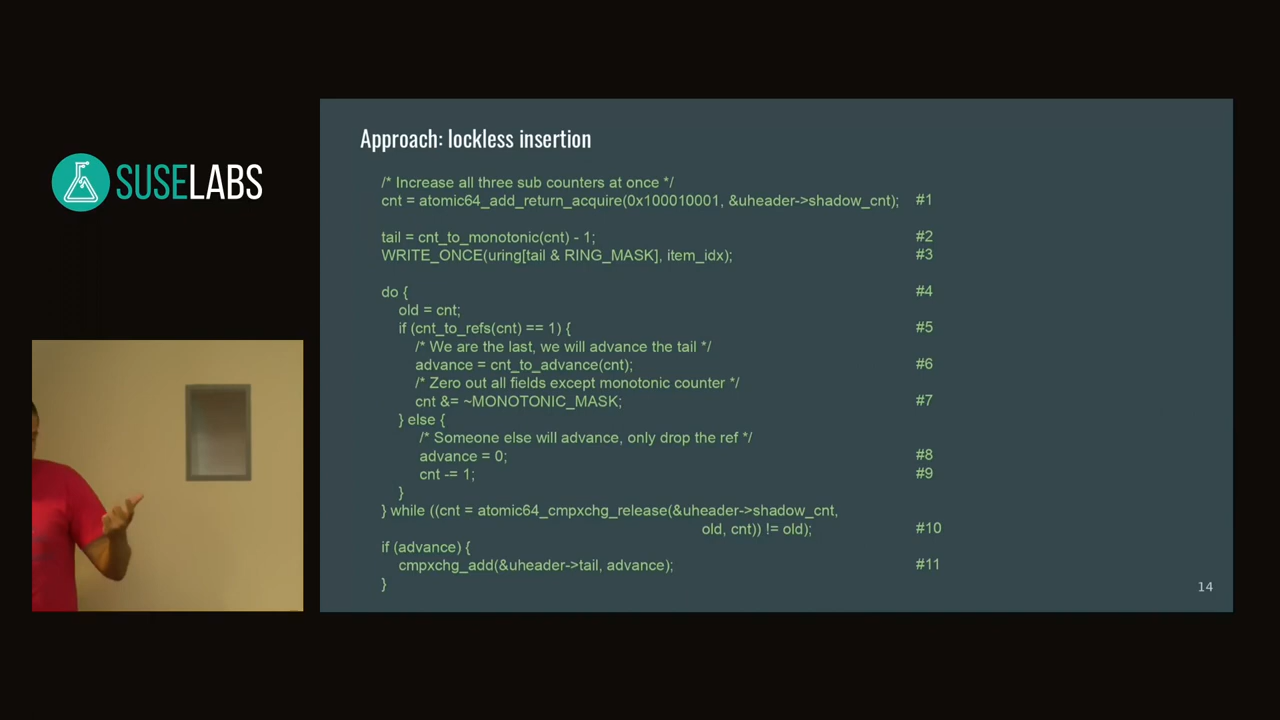 SUSELABS
Approach: lockless insertion
/* Increase all three sub counters at once */
cnt = atomic64_add_return_acquire(0x100010001, &uheader->shadow_cnt); #1
tail = cnt_to_monotonic(cnt) - 1; #2
WRITE_ONCE(uring[tail & RING_MASK], item_idx); #3
do { #4
old = cnt;
if (cnt_to_refs(cnt) == 1) { #5
/* We are the last, we will advance the tail */
advance = cnt_to_advance(cnt); #6
/* Zero out all fields except monotonic counter */
cnt &= ~MONOTONIC_MASK; #7
} else {
/* Someone else will advance, only drop the ref */
advance = 0; #8
cnt -= 1; #9
}
} while ((cnt = atomic64_cmpxchg_release(&uheader->shadow_cnt,
old, cnt)) != old); #10
if (advance) {
cmpxchg_add(&uheader->tail, advance); #11
}
14